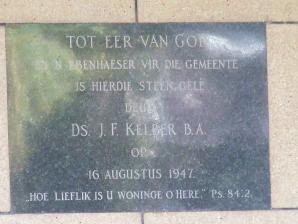 TOT EER VAN GOD
EBENHAESER VIR DIE GEMEENTE
IS HIERDIE STEEN GELÊ
DEUR
DS. J. F. KELBER B.A.
OP
16 AUGUSTUS 1947.
„HOE LIEFLIK IS U WONINGE O HERE." PS. 84:2.